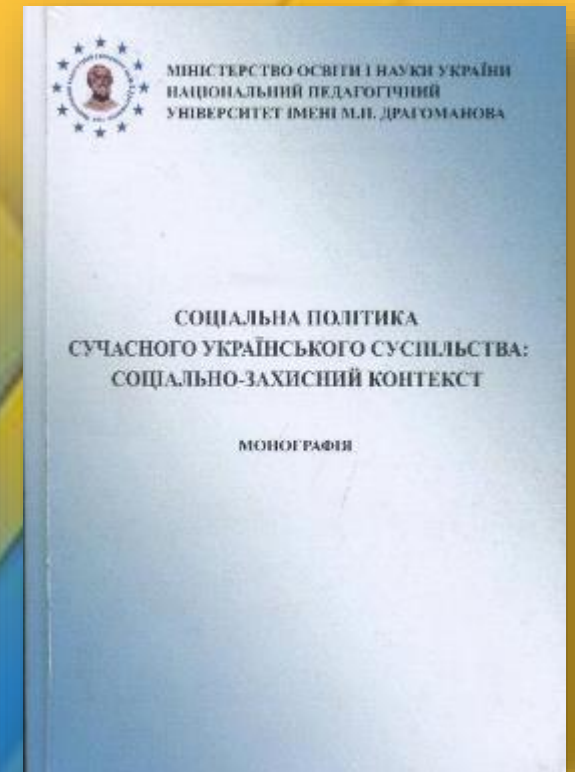 МІНІСТЕРСТВО ОСВІТИ І НАУКИ УКРАЇНИ
НАЦІОНАЛЬНИЙ ПЕДАГОГІЧНИЙ
УНІВЕРСИТЕТ ІМЕНІ М.П. ДРАГОМАНОВА
СОЦІАЛЬНА ПОЛІТИКА
СУЧАСНОГО УКРАЇНСЬКОГО СУСПІЛЬСТВА:
СОЦІАЛЬНО-ЗАХИСНИЙ КОНТЕКСТ
МОНОГРАФІЯ